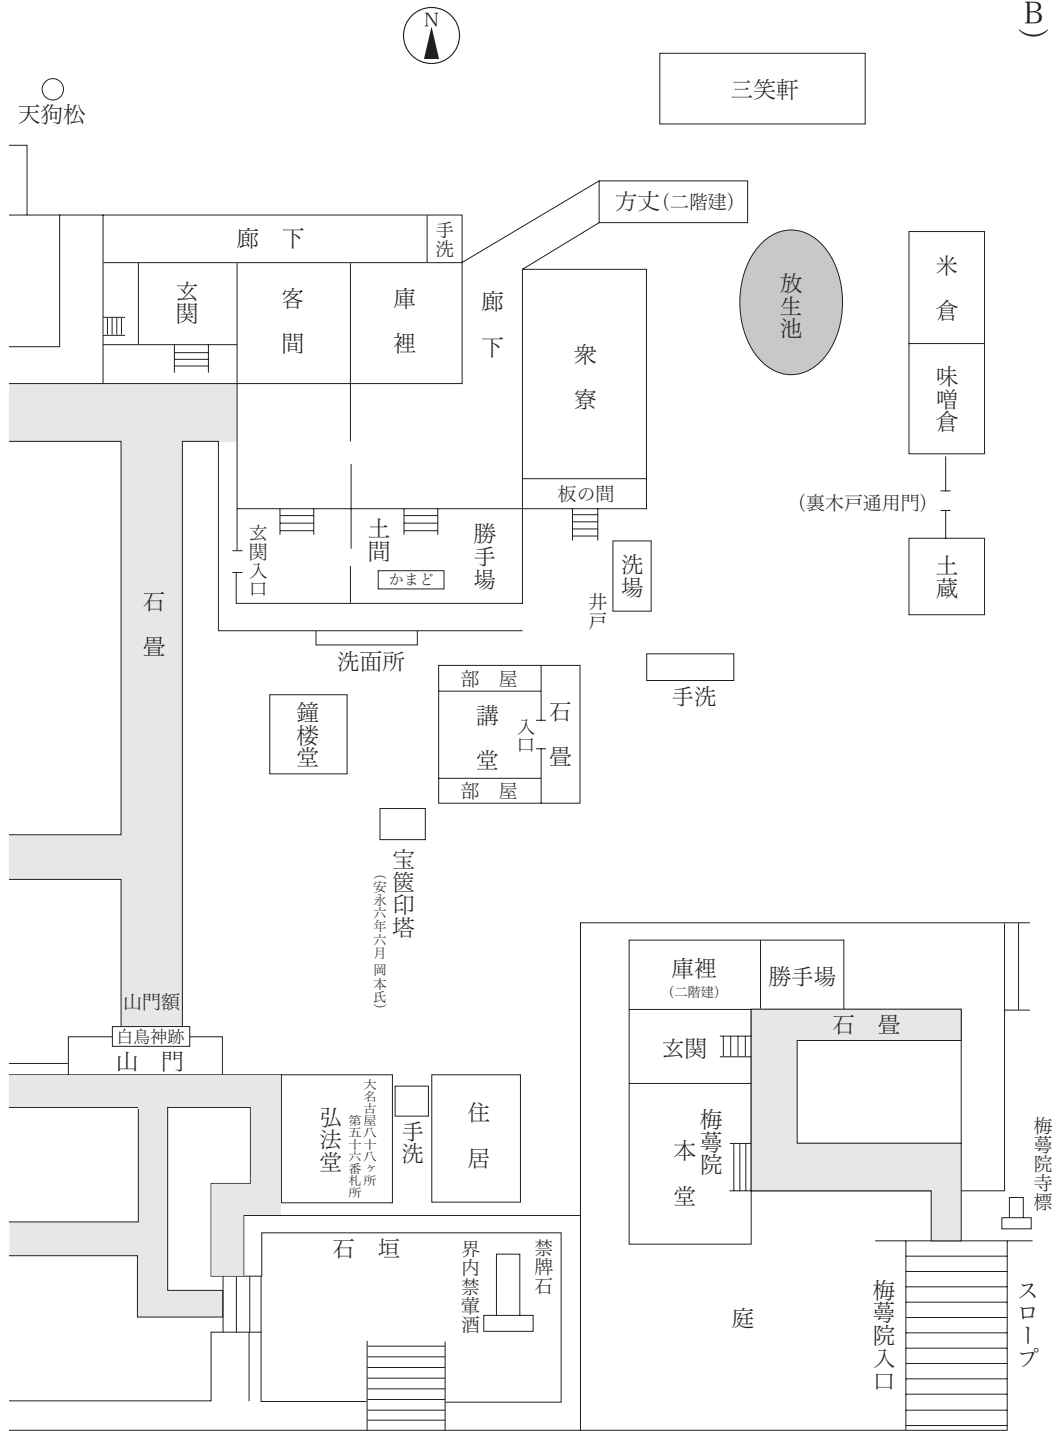 B)
N
天狗松
三笑軒
方丈(二階建)
廊下
手洗
玄関
客間
庫裡
廊下
衆寮
板の間
放生池
米倉
味噌倉
(裏木戸通用門)
土蔵
玄関入口
土間
勝手場
かまど
洗場
井戸
手洗
石畳
洗面所
鐘楼堂
部屋
講堂
入口
石畳
部屋
宝篋印塔
(安永六年六月 岡本氏)
山門額
白鳥神跡
山門
弘法堂
大名古屋八十八ヶ所
第五十六番札所
手洗
住居
石垣
界内禁葷酒
禁牌石
庫裡
(二階建)
勝手場
玄関
石畳
梅蕚院
本堂
梅蕚院寺標
庭
梅蕚院入口
スロープ